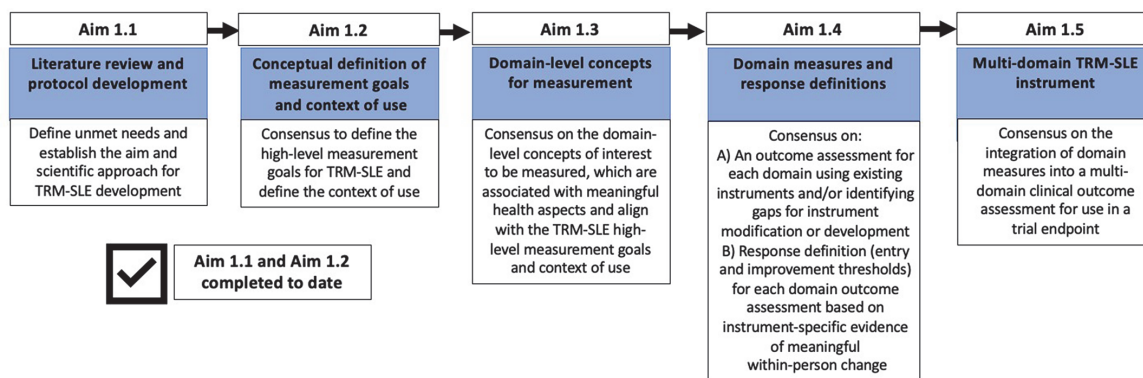 Aim 1.1
Literature review and
protocol development
Define unmet needs and
establish the aim and
scientific approach for
TRM-SLE development
Aim 1.2
Conceptual definition of
measurement goals
and context of use
Consensus to define the
high-level measurement
goals for TRM-SLE and
define the context of use
Aim 1.3
Domain-level concepts
for measurement
Consensus on the domain-
level concepts of interest
to be measured, which are
associated with meaningful
health aspects and align
with the TRM-SLE high-
level measurement goals
and context of use
Aim 1.4
Domain measures and
response definitions
Consensus on:
A) An outcome assessment for
each domain using existing
instruments and/or identifying
gaps for instrument
modification or development
B) Response definition (entry
and improvement thresholds)
for each domain outcome
assessment based on
instrument-specific evidence
of meaningful
within-person change
Aim 1.5
Multi-domain TRM-SLE
instrument
Consensus on the
integration of domain
measures into a multi-
domain clinical outcome
assessment for use in a
trial endpoint
Aim 1.1 and Aim 1.2
completed to date